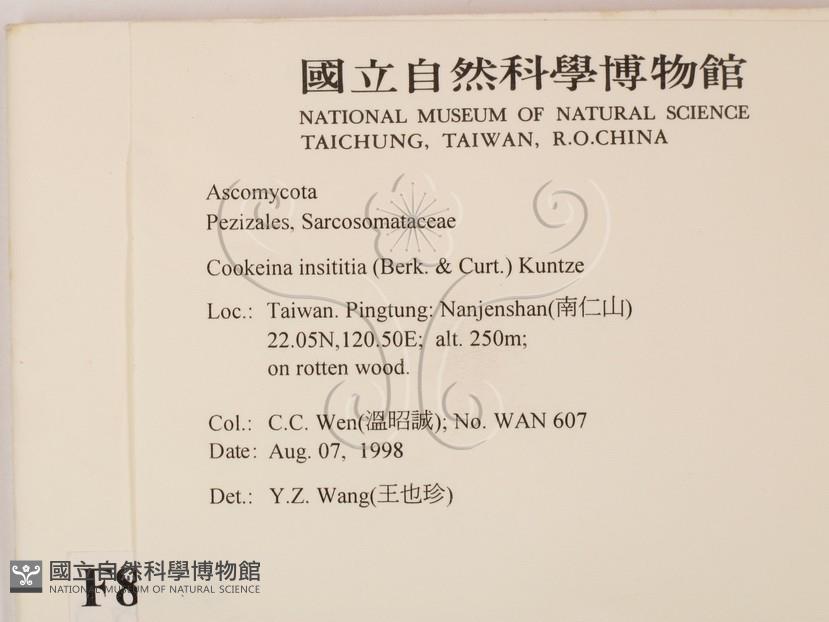 國立自然科學博物館
NATIONAL MUSEUM OF NATURAL SCIENCE
TAICHUNG, TAIWAN, R.O.CHINA
Ascomycota
Pezizales, Sarcosomataceae
Cookeina insititia (Berk. & Curt.) Kuntze
Loc.: Taiwan. Pingtung: Nanjenshan(南仁山)
22.05N,120.50E; alt. 250m;
on rotten wood.
Col.: C.C. Wen(溫昭誠); No. WAN 607
Date: Aug. 07, 1998
Det.: Y.Z. Wang(王也珍)
F8
國立自然科學博物館
NATIONAL MUSEUM OF NATURAL SCIENCE